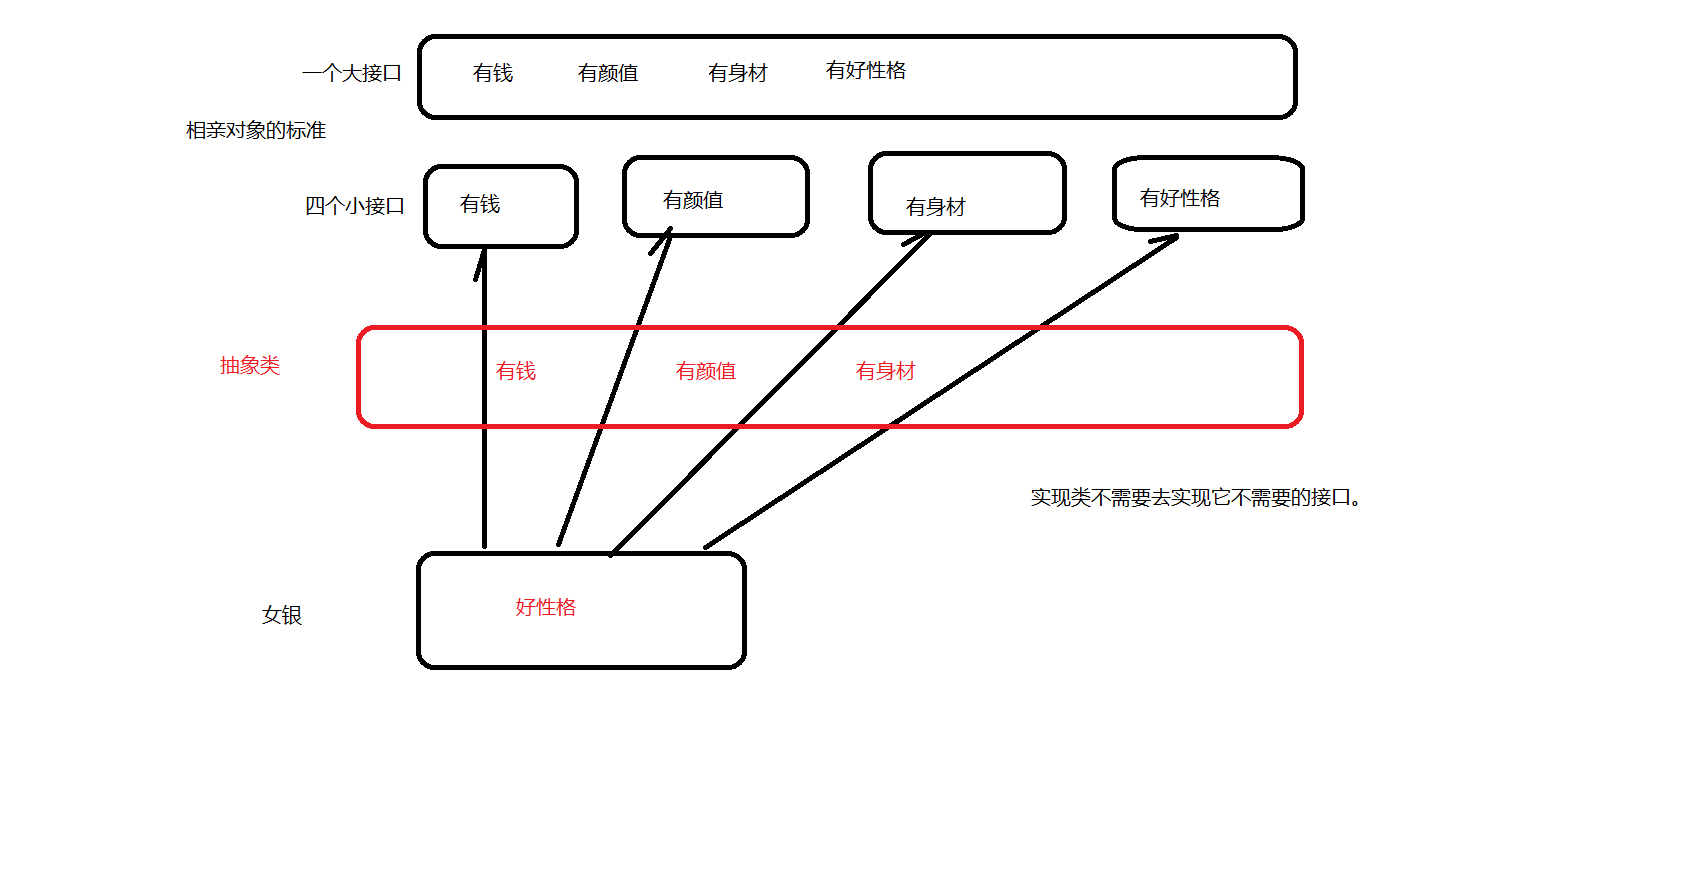 一个大接口 有钱 有颜值 有身材 有好性格
相亲对象的标准
四个小接口 有钱 有颜值 有身材 有好性格
抽象类 有钱 有颜值 有身材
实现类不需要去实现它不需要的接口。
女银 好性格